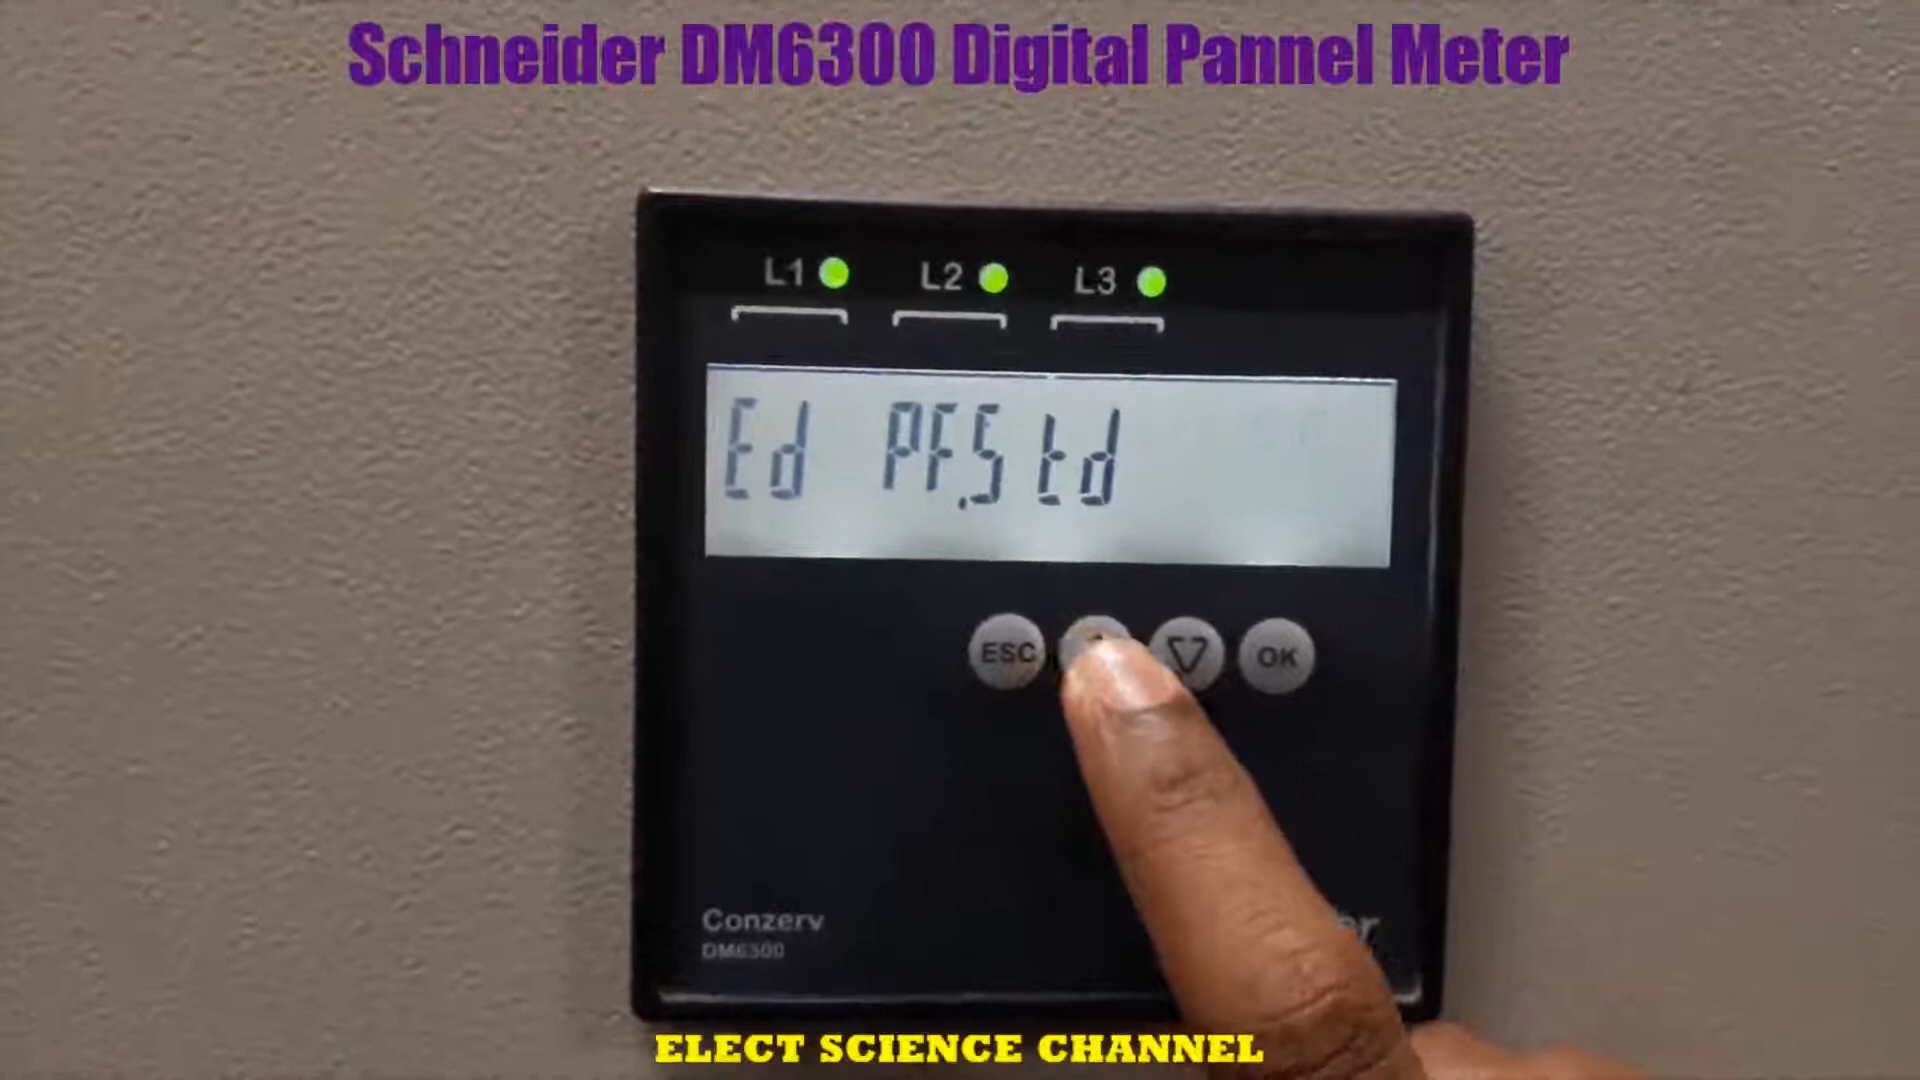 Schneider DM6300 Digital Pannel Meter
L1 L2 L3
Ed PF.Std
ESC OK
Conzerv
DM6300
ELECT SCIENCE CHANNEL